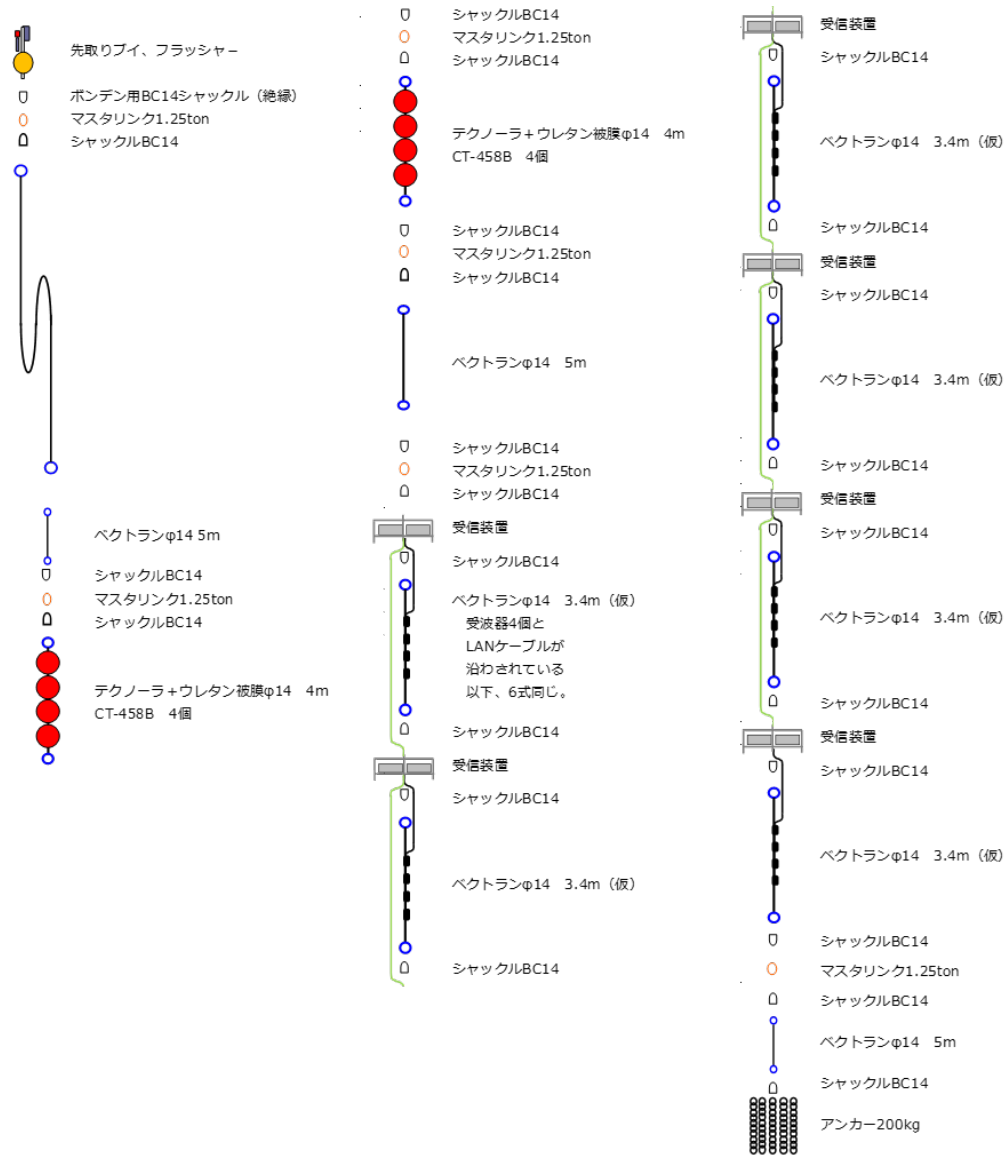 先取りブイ、フラッシャ－
ボンデン用BC14シャックル（絶縁）
マスタリンク1.25ton
シャックルBC14
ベクトランφ14 5m
シャックルBC14
マスタリンク1.25ton
シャックルBC14
テクノーラ＋ウレタン被膜φ14　4m
CT-458B　4個
シャックルBC14
マスタリンク1.25ton
シャックルBC14
テクノーラ＋ウレタン被膜φ14　4m
CT-458B　4個
シャックルBC14
マスタリンク1.25ton
シャックルBC14
ベクトランφ14　5m
シャックルBC14
マスタリンク1.25ton
シャックルBC14
受信装置
シャックルBC14
ベクトランφ14　3.4m（仮）
受波器4個と
LANケーブルが
沿わされている
以下、6式同じ。
シャックルBC14
受信装置
シャックルBC14
ベクトランφ14　3.4m（仮）
シャックルBC14
受信装置
シャックルBC14
ベクトランφ14　3.4m（仮）
シャックルBC14
受信装置
シャックルBC14
ベクトランφ14　3.4m（仮）
シャックルBC14
受信装置
シャックルBC14
ベクトランφ14　3.4m（仮）
シャックルBC14
受信装置
シャックルBC14
ベクトランφ14　3.4m（仮）
シャックルBC14
マスタリンク1.25ton
シャックルBC14
ベクトランφ14　5m
シャックルBC14
アンカー200kg